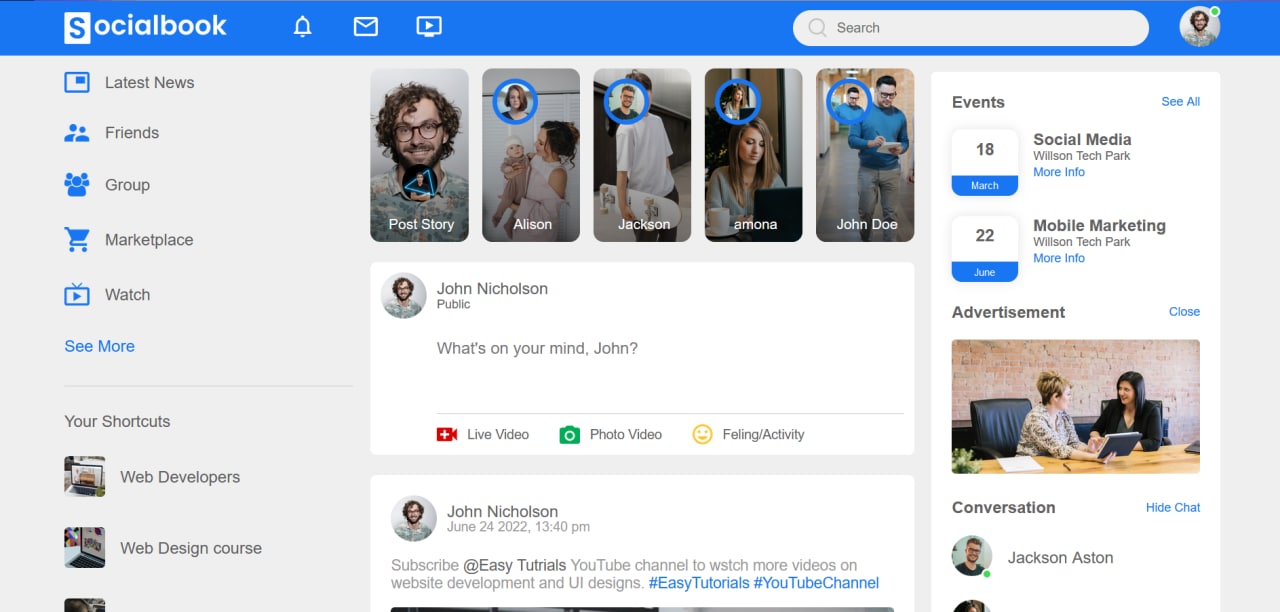 Socialbook
Search
Latest News
Friends
Group
Marketplace
Watch
See More
Your Shortcuts
Web Developers
Web Design course
Post Story
Alison
Jackson
amona
John Doe
John Nicholson
Public
What's on your mind, John?
Live Video
Photo Video
Feling/Activity
John Nicholson
June 24 2022, 13:40 pm
Subscribe @Easy Tutrials YouTube channel to wstch more videos on
website development and UI designs. #EasyTutorials #YouTubeChannel
Events
See All
18
March
Social Media
Willson Tech Park
More Info
22
June
Mobile Marketing
Willson Tech Park
More Info
Advertisement
Close
Conversation
Hide Chat
Jackson Aston